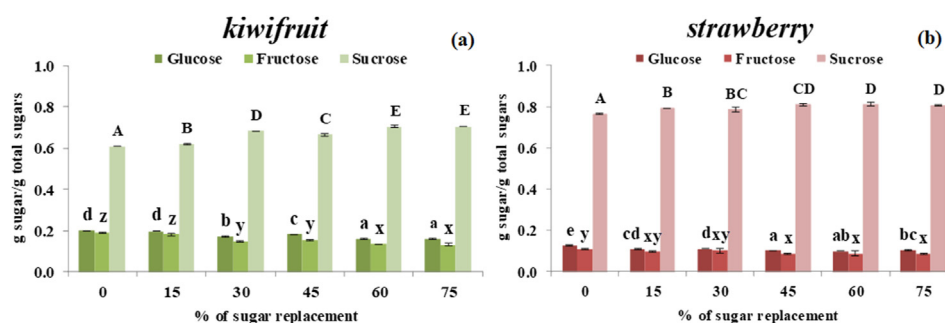 kiwifruit
(a)
Glucose Fructose Sucrose
g sugar/g total sugars
1.0
0.8
0.6
0.4
0.2
0.0
A B D C E E
d z d z b y c y a x a x
0 15 30 45 60 75
% of sugar replacement
strawberry
(b)
Glucose Fructose Sucrose
g sugar/g total sugars
1.0
0.8
0.6
0.4
0.2
0.0
A B BC CD D D
e y cd xy d xy a x ab x bc x
0 15 30 45 60 75
% of sugar replacement